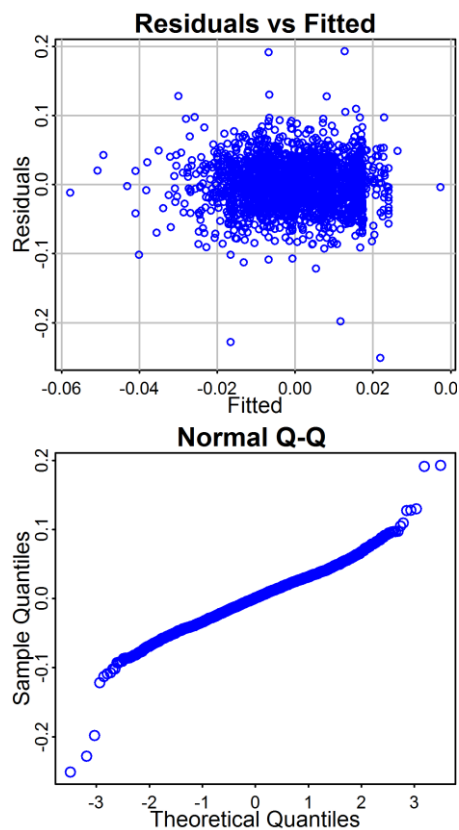 Residuals vs Fitted
0.2
0.1
0.0
-0.1
-0.2
Residuals
-0.06 -0.04 -0.02 0.00 0.02 0.0
Fitted
Normal Q-Q
0.2
0.1
0.0
-0.1
-0.2
Sample Quantiles
-3 -2 -1 0 1 2 3
Theoretical Quantiles